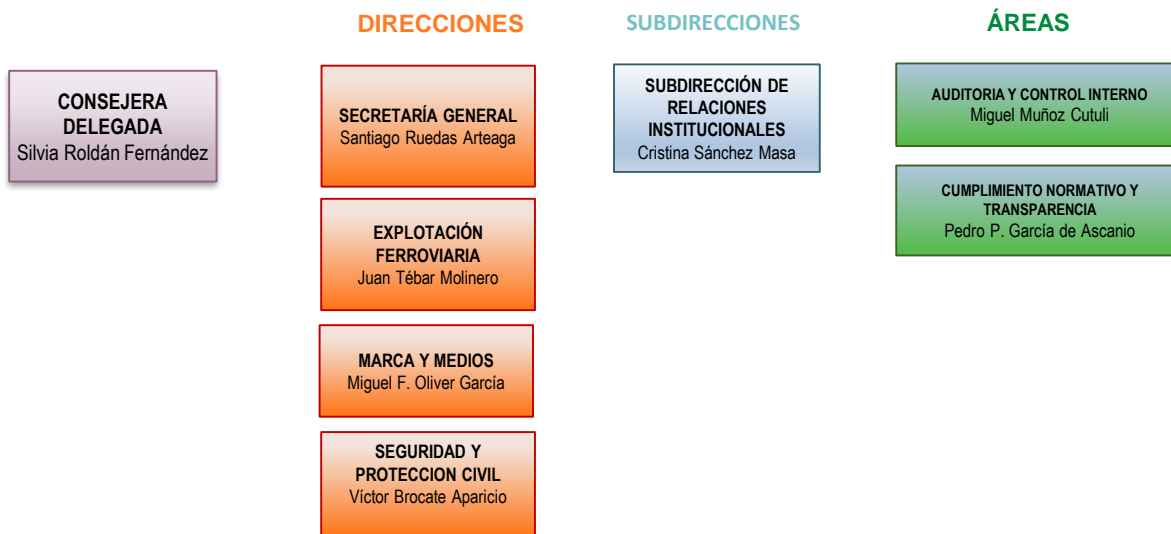 DIRECCIONES
SUBDIRECCIONES
ÁREAS
CONSEJERA
DELEGADA
Silvia Roldán Fernández
SECRETARÍA GENERAL
Santiago Ruedas Arteaga
EXPLOTACIÓN
FERROVIARIA
Juan Tébar Molinero
MARCA Y MEDIOS
Miguel F. Oliver García
SEGURIDAD Y
PROTECCION CIVIL
Víctor Brocate Aparicio
SUBDIRECCIÓN DE
RELACIONES
INSTITUCIONALES
Cristina Sánchez Masa
AUDITORIA Y CONTROL INTERNO
Miguel Muñoz Cutuli
CUMPLIMIENTO NORMATIVO Y
TRANSPARENCIA
Pedro P. García de Ascanio